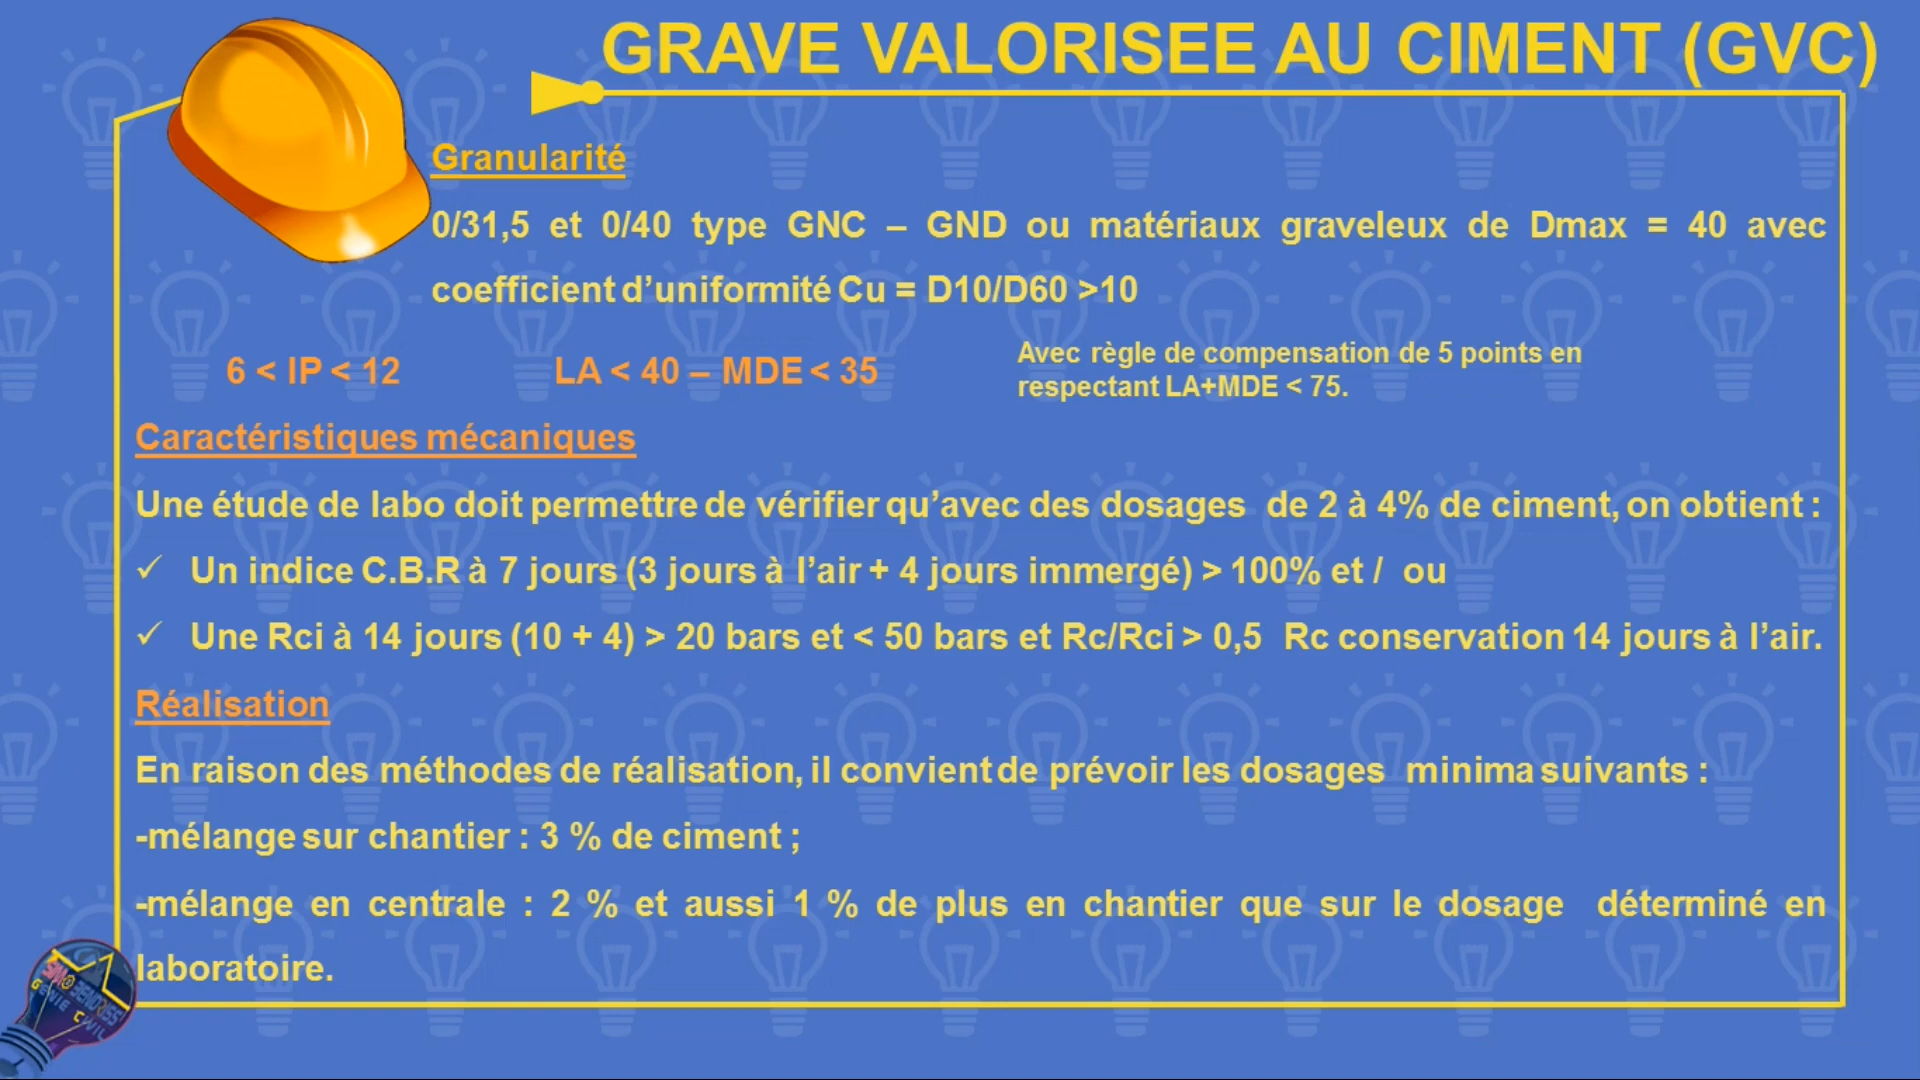 GRAVE VALORISEE AU CIMENT (GVC)
Granularité
0/31,5 et 0/40 type GNC – GND ou matériaux graveleux de Dmax = 40 avec
coefficient d’uniformité Cu = D10/D60 >10
6 < IP < 12 LA < 40 – MDE < 35
Avec règle de compensation de 5 points en
respectant LA+MDE < 75.
Caractéristiques mécaniques
Une étude de labo doit permettre de vérifier qu’avec des dosages de 2 à 4% de ciment, on obtient :
✓ Un indice C.B.R à 7 jours (3 jours à l’air + 4 jours immergé) > 100% et / ou
✓ Une Rci à 14 jours (10 + 4) > 20 bars et < 50 bars et Rc/Rci > 0,5 Rc conservation 14 jours à l’air.
Réalisation
En raison des méthodes de réalisation, il convient de prévoir les dosages minima suivants :
-mélange sur chantier : 3 % de ciment ;
-mélange en centrale : 2 % et aussi 1 % de plus en chantier que sur le dosage déterminé en
laboratoire.
SIMO BENDRISS
GENIE CIVIL